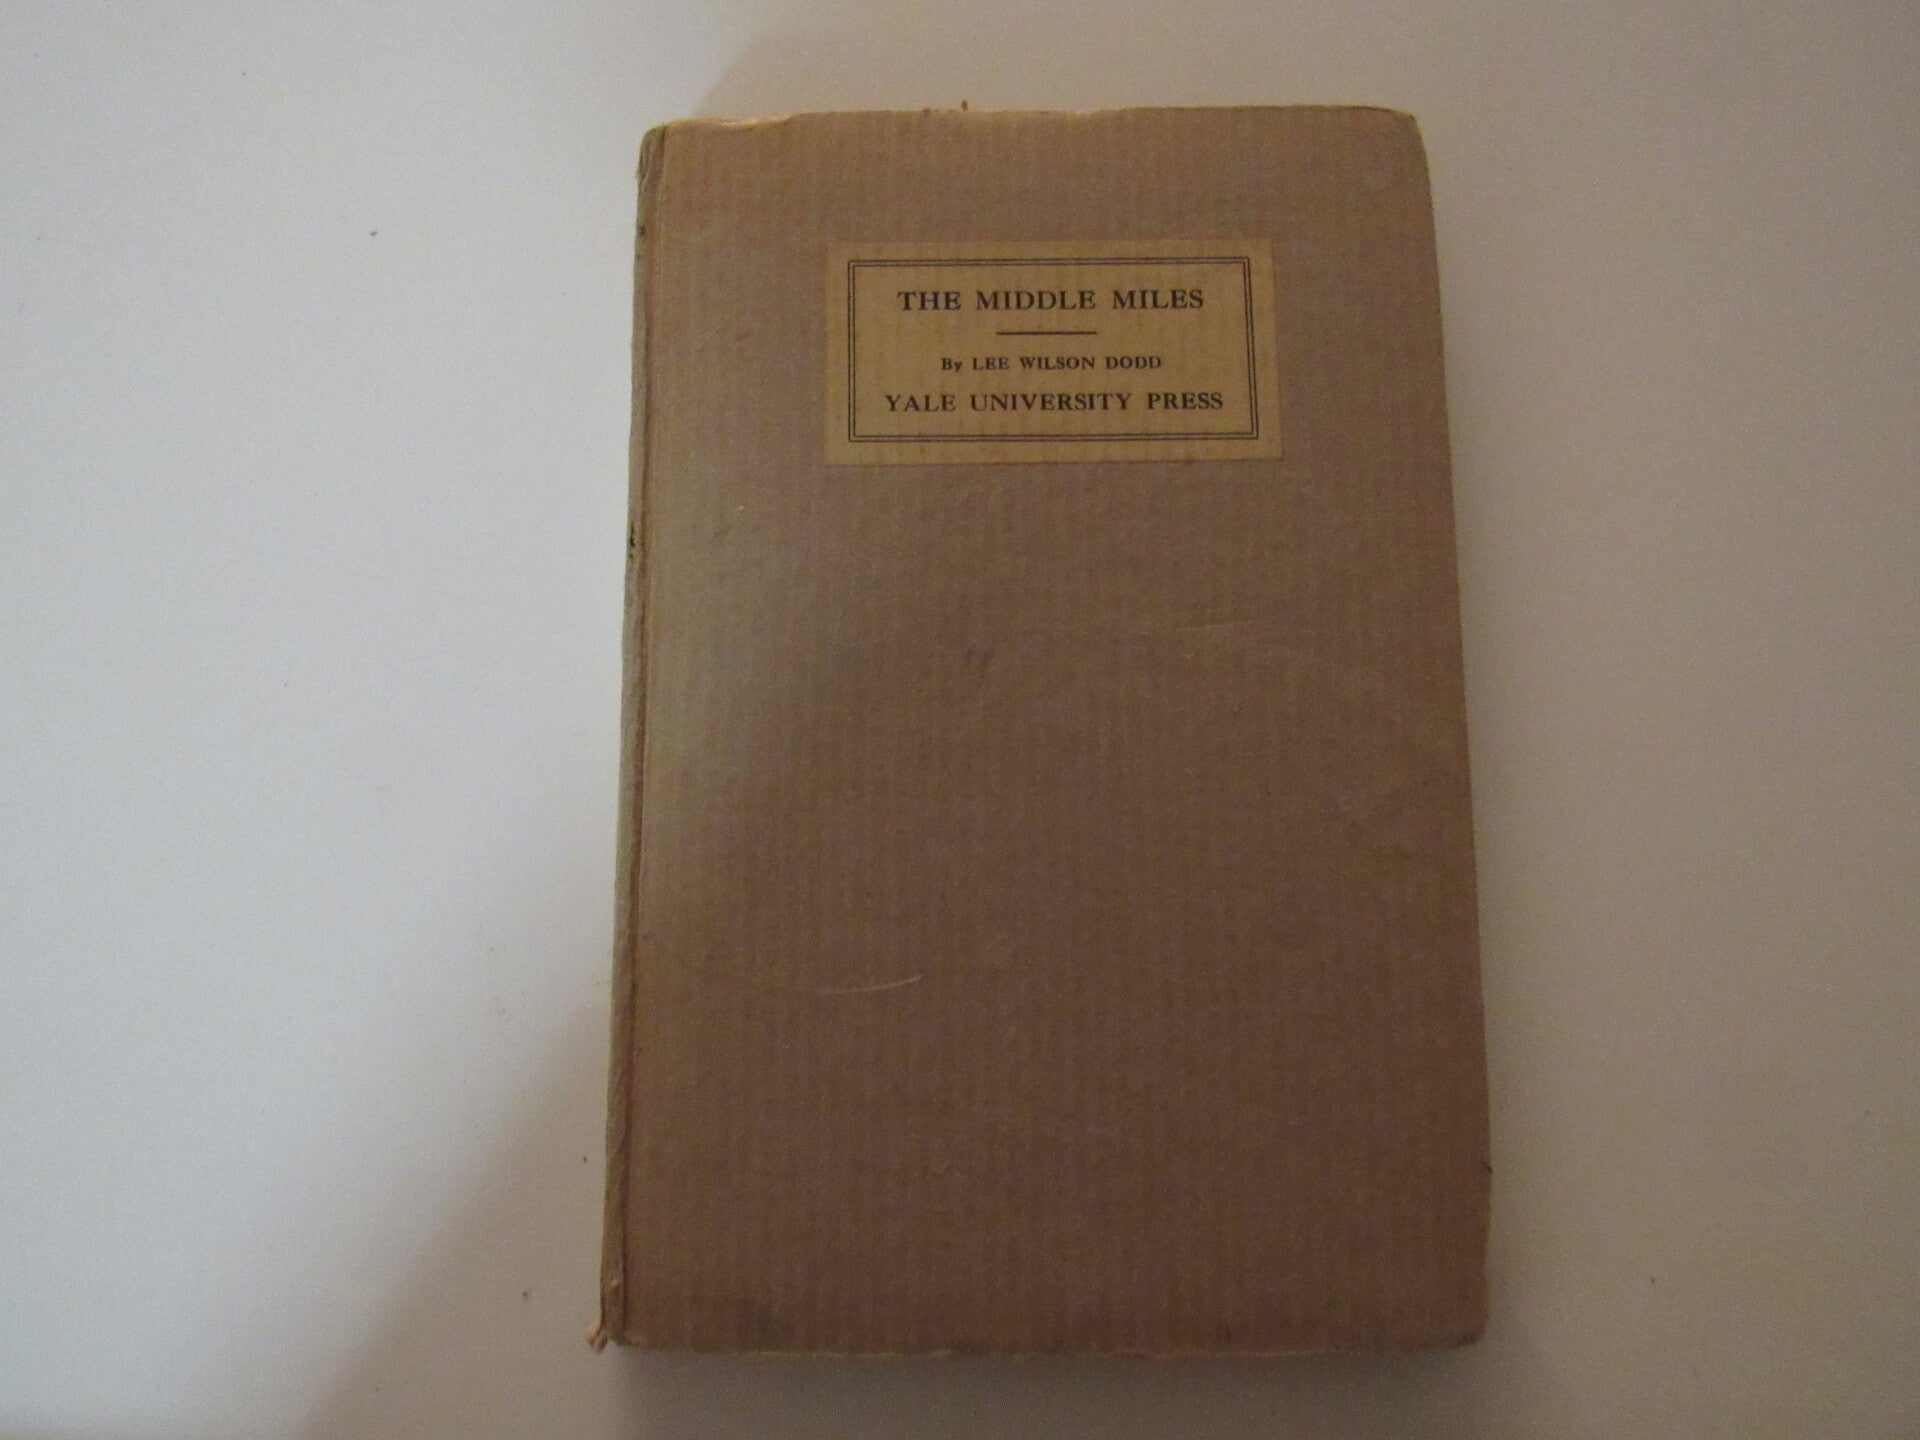 THE MIDDLE MILES
By LEE WILSON DODD
YALE UNIVERSITY PRESS